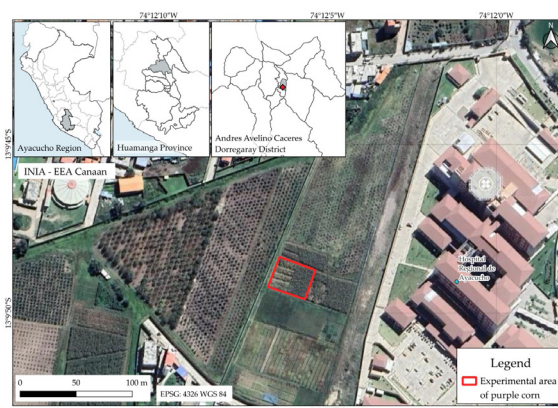 74°12'10"W
74°12'5"W
74°12'0"W
N
Ayacucho Region
Huamanga Province
Andres Avelino Caceres
Dorregaray District
13°9'45"S
INIA - EEA Canaan
Hospital
Regional de
Ayacucho
13°9'50"S
0 50 100 m
EPSG: 4326 WGS 84
Legend
Experimental area
of purple corn